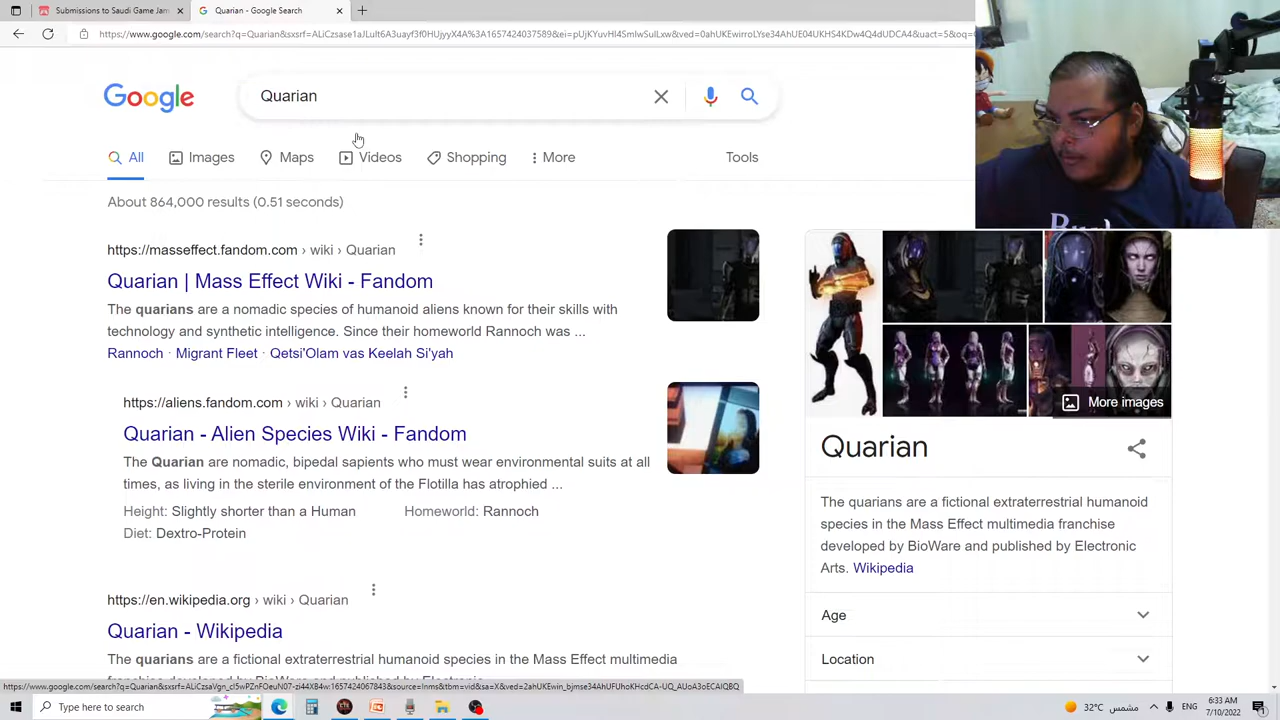 Submissions to Saudi Game Jam
Quarian - Google Search
Google
Quarian
All
Images
Maps
Videos
Shopping
More
Tools
About 864,000 results (0.51 seconds)
https://masseffect.fandom.com › wiki › Quarian
Quarian | Mass Effect Wiki - Fandom
The quarians are a nomadic species of humanoid aliens known for their skills with
technology and synthetic intelligence. Since their homeworld Rannoch was ...
Rannoch · Migrant Fleet · Qetsi'Olam vas Keelah Si'yah
https://aliens.fandom.com › wiki › Quarian
Quarian - Alien Species Wiki - Fandom
The Quarian are nomadic, bipedal sapients who must wear environmental suits at all
times, as living in the sterile environment of the Flotilla has atrophied ...
Height: Slightly shorter than a Human
Homeworld: Rannoch
Diet: Dextro-Protein
https://en.wikipedia.org › wiki › Quarian
Quarian - Wikipedia
The quarians are a fictional extraterrestrial humanoid species in the Mass Effect multimedia
More images
Quarian
The quarians are a fictional extraterrestrial humanoid
species in the Mass Effect multimedia franchise
developed by BioWare and published by Electronic
Arts. Wikipedia
Age
Location
Type here to search
32°C
مشمس
ENG
6:33 AM
7/10/2022